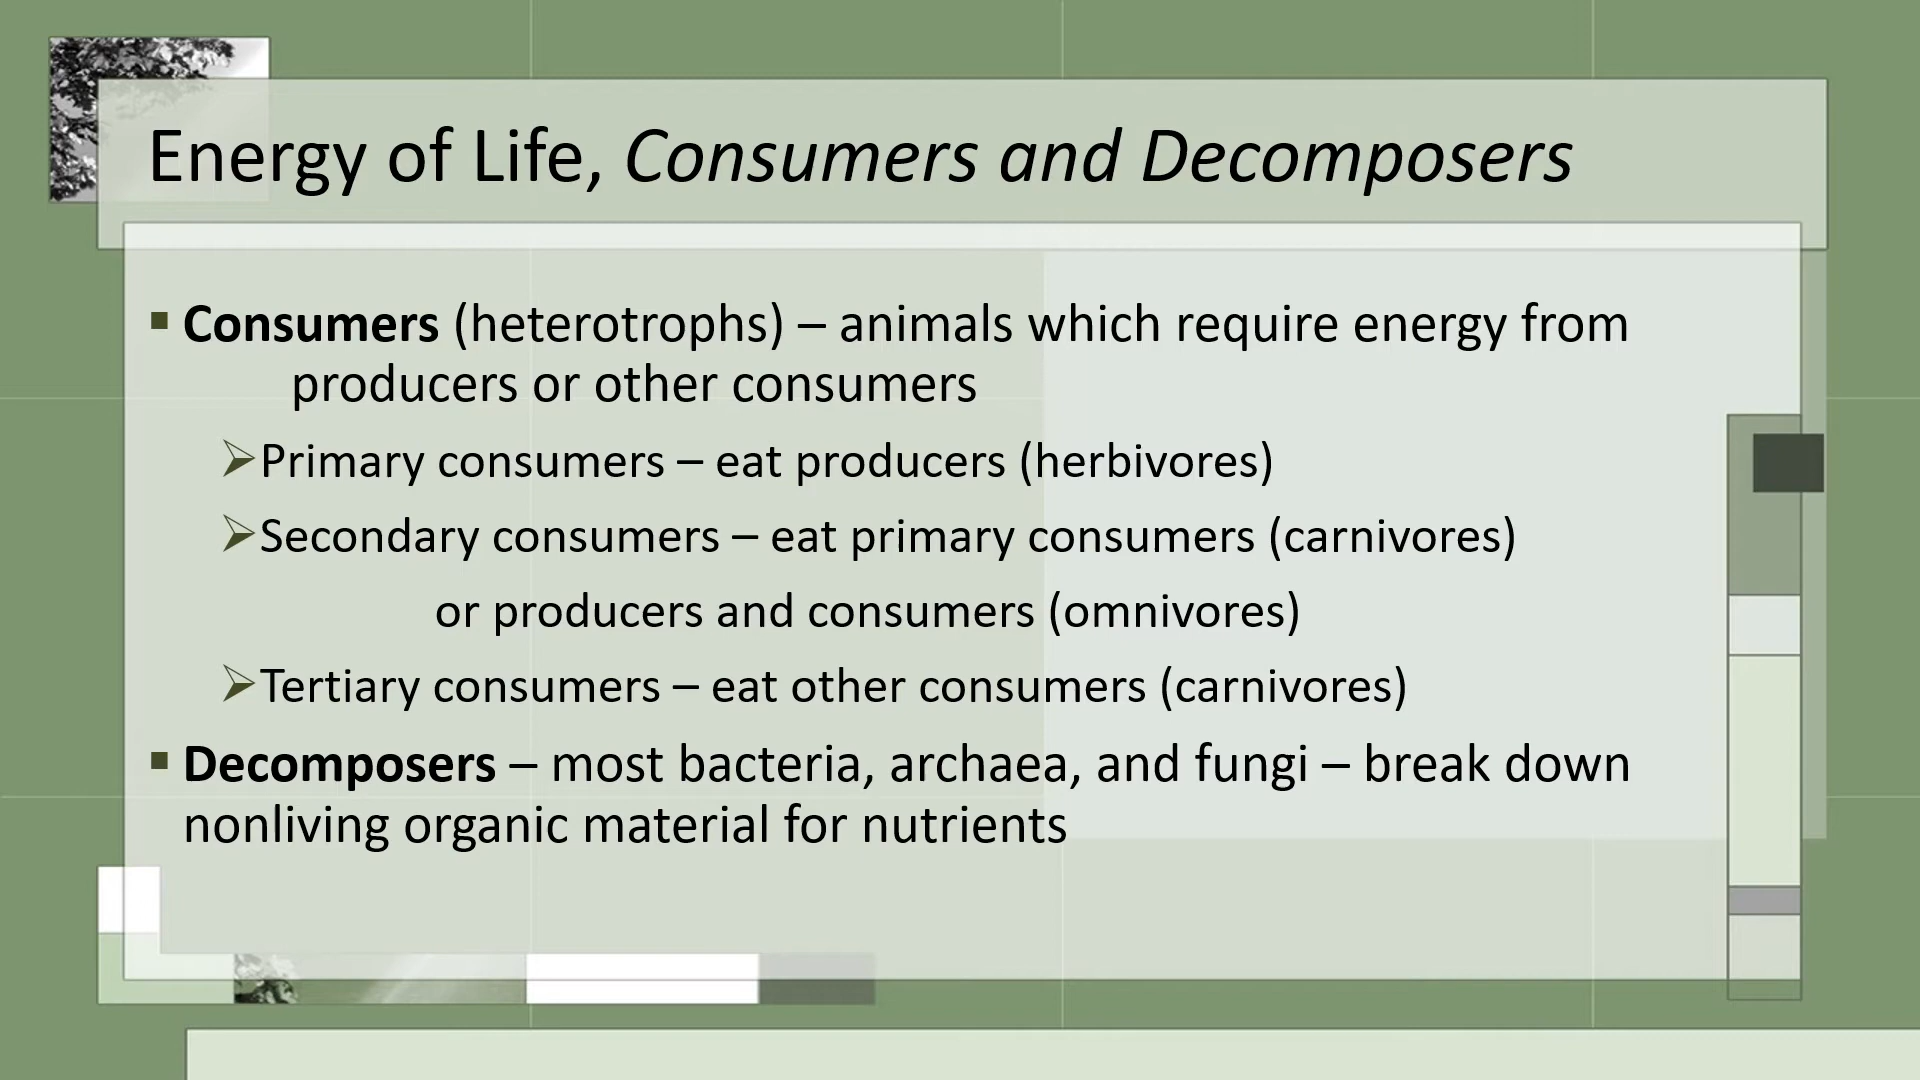 Energy of Life, Consumers and Decomposers
▪ Consumers (heterotrophs) – animals which require energy from
producers or other consumers
➢Primary consumers – eat producers (herbivores)
➢Secondary consumers – eat primary consumers (carnivores)
or producers and consumers (omnivores)
➢Tertiary consumers – eat other consumers (carnivores)
▪ Decomposers – most bacteria, archaea, and fungi – break down
nonliving organic material for nutrients